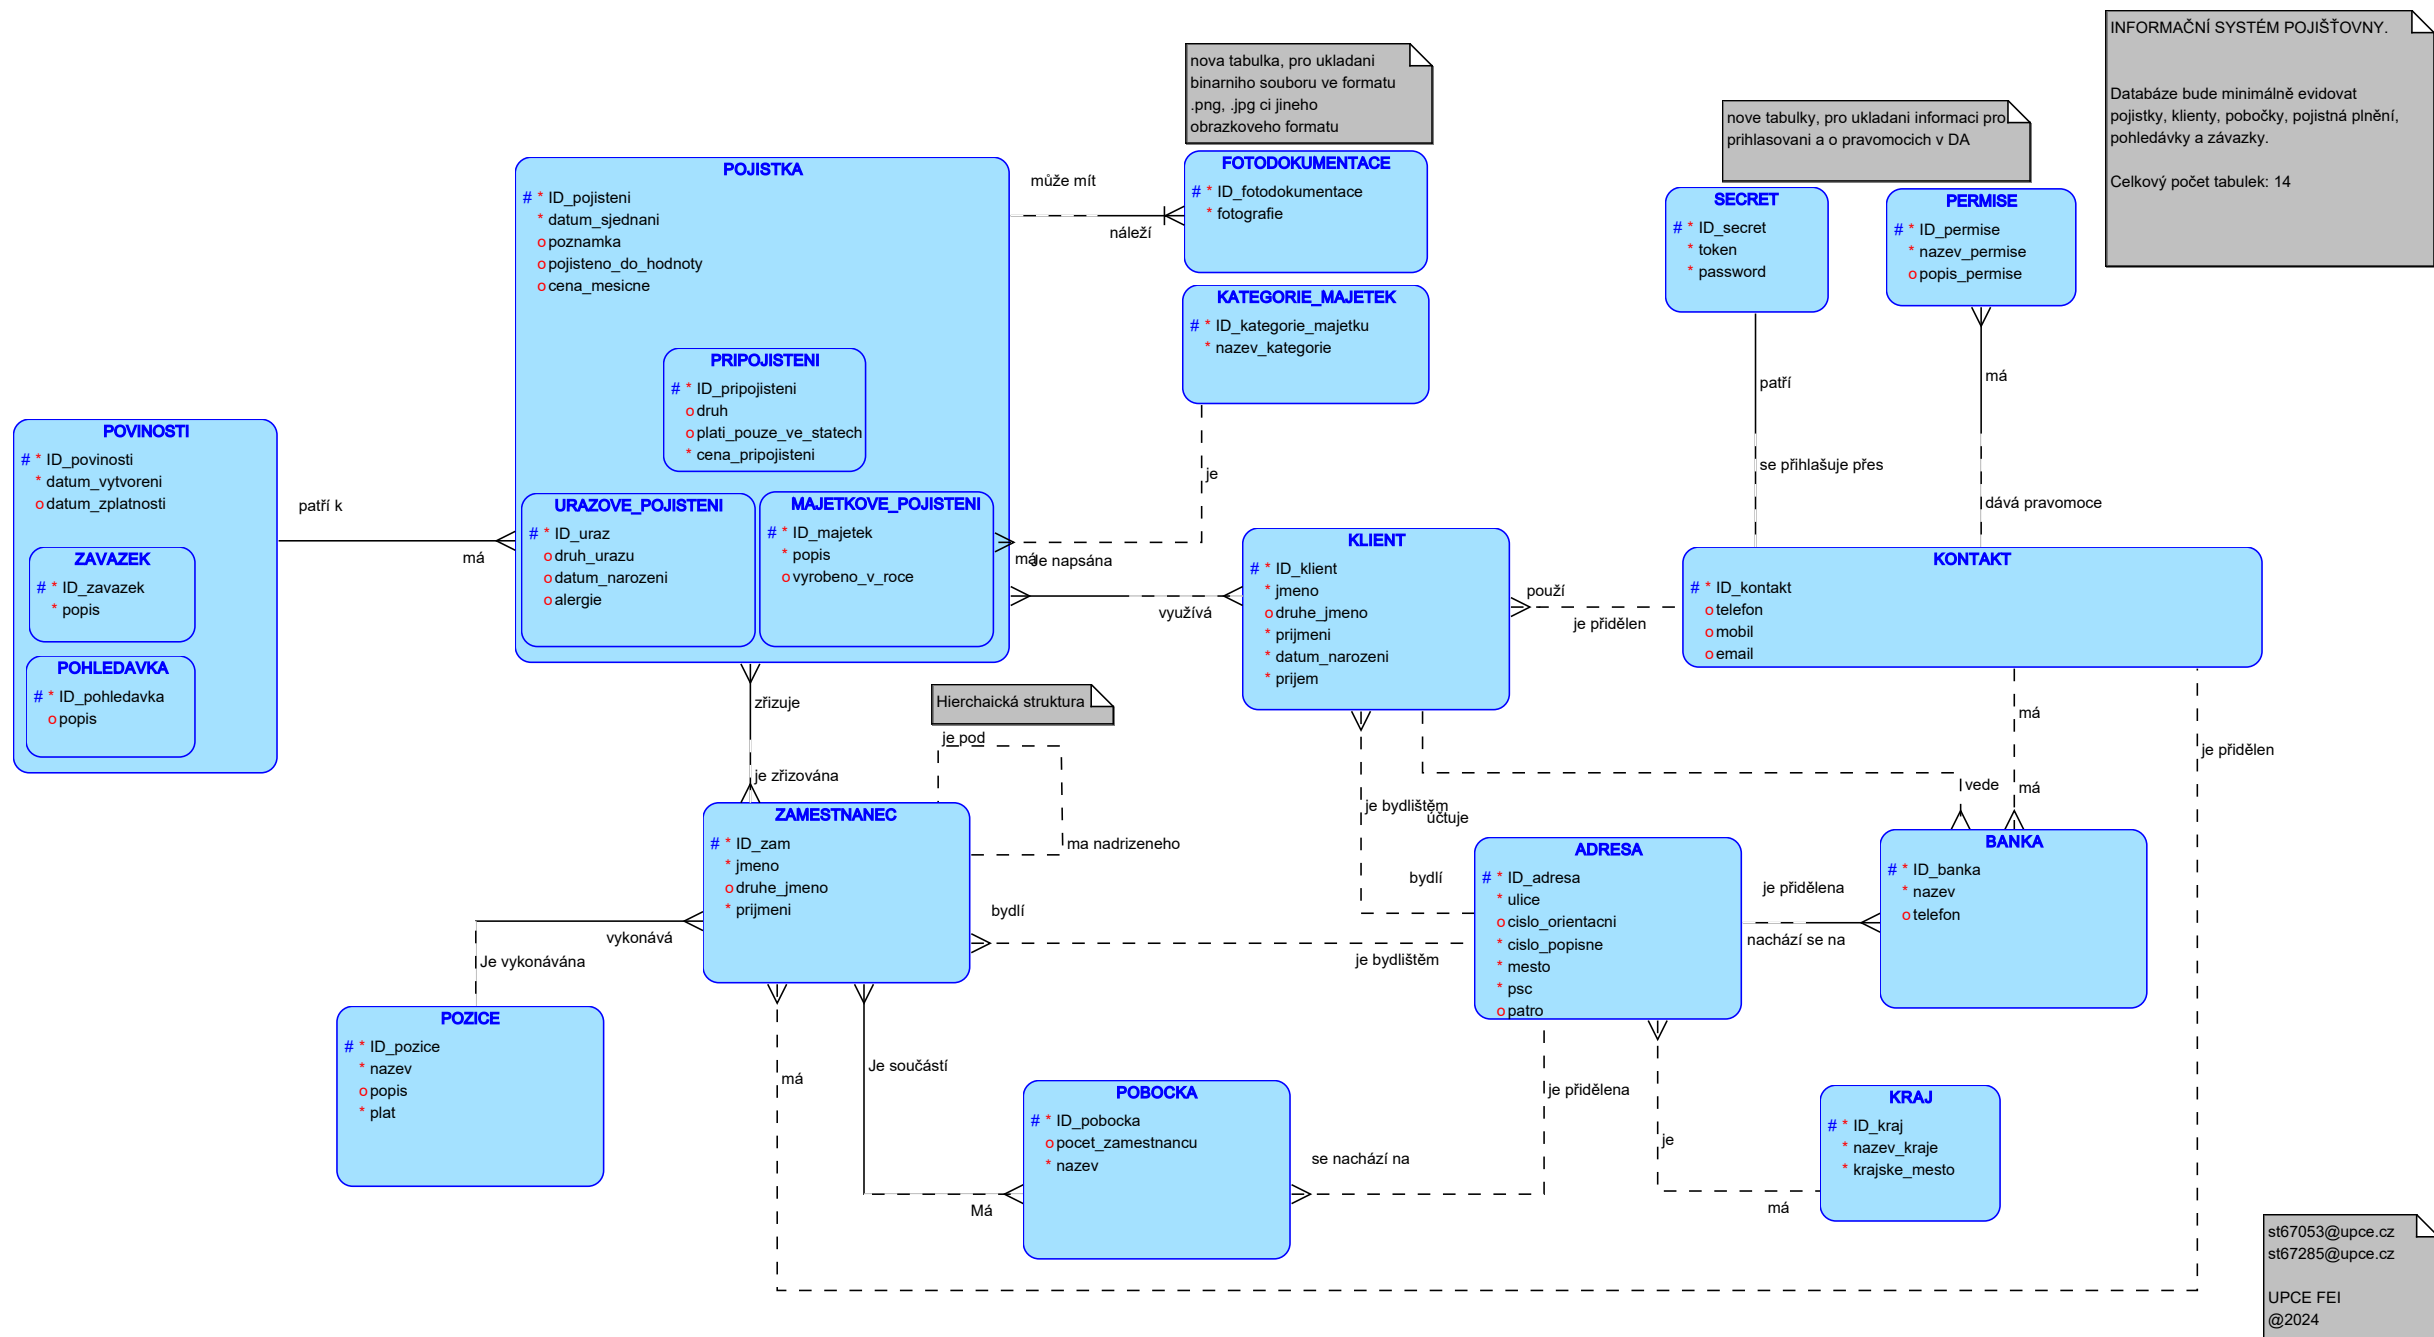 INFORMAČNÍ SYSTÉM POJIŠŤOVNY.
Databáze bude minimálně evidovat
pojistky, klienty, pobočky, pojistná plnění,
pohledávky a závazky.
Celkový počet tabulek: 14
nova tabulka, pro ukladani
binarniho souboru ve formatu
.png, .jpg ci jineho
obrazkoveho formatu
nove tabulky, pro ukladani informaci pro
prihlasovani a o pravomocich v DA
POJISTKA
# * ID_pojisteni
* datum_sjednani
o poznamka
o pojisteno_do_hodnoty
o cena_mesicne
PRIPOJISTENI
# * ID_pripojisteni
o druh
o plati_pouze_ve_statech
* cena_pripojisteni
URAZOVE_POJISTENI
# * ID_uraz
o druh_urazu
o datum_narozeni
o alergie
MAJETKOVE_POJISTENI
# * ID_majetek
* popis
o vyrobeno_v_roce
může mít
náleží
FOTODOKUMENTACE
# * ID_fotodokumentace
* fotografie
KATEGORIE_MAJETEK
# * ID_kategorie_majetku
* nazev_kategorie
je
má
Je napsána
využívá
SECRET
# * ID_secret
* token
* password
PERMISE
# * ID_permise
* nazev_permise
o popis_permise
patří
se přihlašuje přes
má
dává pravomoce
POVINOSTI
# * ID_povinosti
* datum_vytvoreni
o datum_zplatnosti
ZAVAZEK
# * ID_zavazek
* popis
POHLEDAVKA
# * ID_pohledavka
o popis
patří k
má
KLIENT
# * ID_klient
* jmeno
o druhe_jmeno
* prijmeni
* datum_narozeni
* prijem
použí
je přidělen
KONTAKT
# * ID_kontakt
o telefon
o mobil
o email
zřizuje
je zřizována
Hierchaická struktura
je pod
ma nadrizeneho
má
má
je přidělen
vede
je bydlištěm
účtuje
ZAMESTNANEC
# * ID_zam
* jmeno
o druhe_jmeno
* prijmeni
bydlí
je bydlištěm
bydlí
ADRESA
# * ID_adresa
* ulice
o cislo_orientacni
* cislo_popisne
* mesto
* psc
o patro
je přidělena
nachází se na
BANKA
# * ID_banka
* nazev
o telefon
vykonává
Je vykonávána
POZICE
# * ID_pozice
* nazev
o popis
* plat
má
Je součástí
Má
POBOCKA
# * ID_pobocka
o pocet_zamestnancu
* nazev
se nachází na
je přidělena
je
má
KRAJ
# * ID_kraj
* nazev_kraje
* krajske_mesto
st67053@upce.cz
st67285@upce.cz
UPCE FEI
@2024